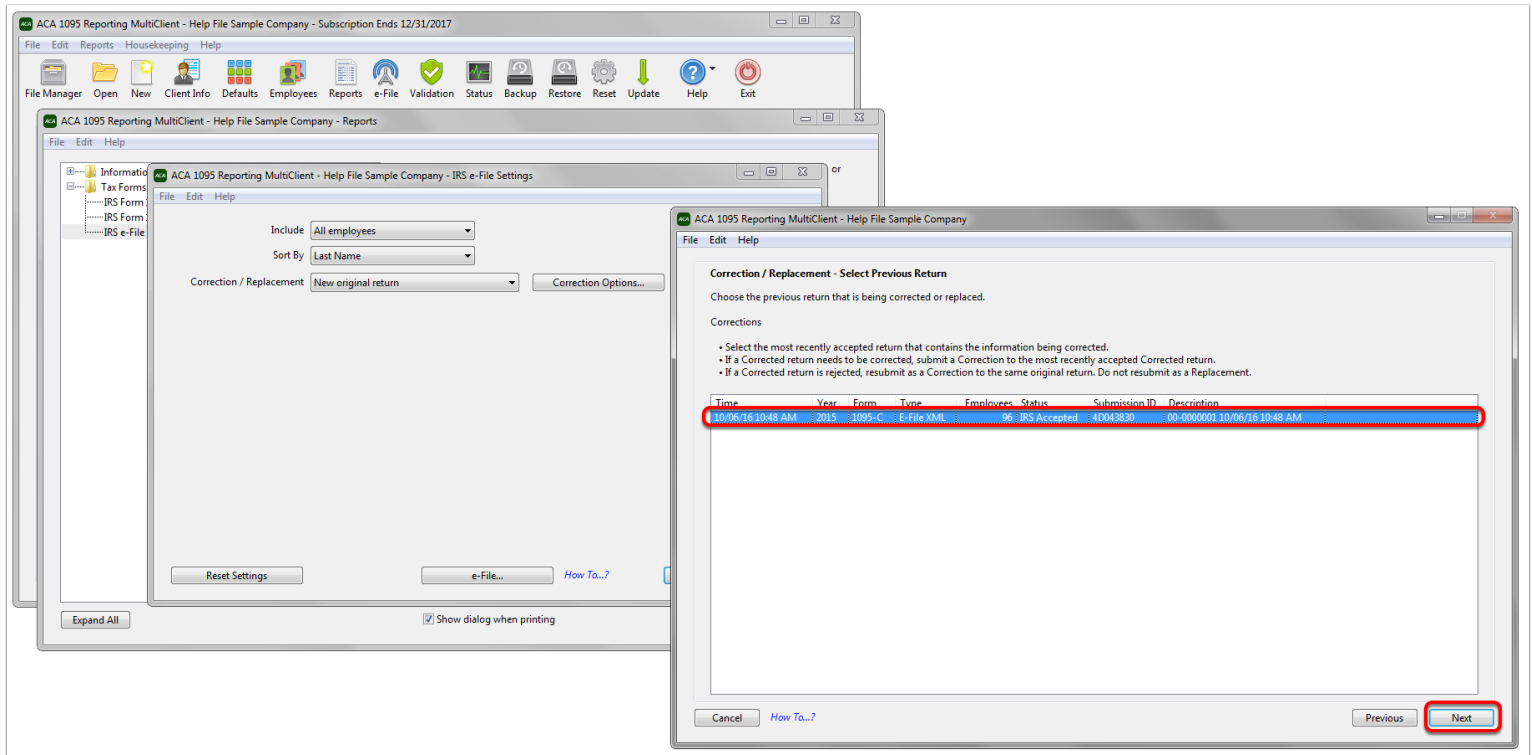 ACA 1095 Reporting MultiClient - Help File Sample Company - Subscription Ends 12/31/2017
File Edit Reports Housekeeping Help
File Manager Open New Client Info Defaults Employees Reports e-File Validation Status Backup Restore Reset Update Help Exit
ACA 1095 Reporting MultiClient - Help File Sample Company - Reports
File Edit Help
Informatio
or
Tax Forms
IRS Form
IRS Form
IRS e-File
ACA 1095 Reporting MultiClient - Help File Sample Company - IRS e-File Settings
File Edit Help
Include All employees
Sort By Last Name
Correction / Replacement New original return Correction Options...
Reset Settings e-File... How To...?
Expand All Show dialog when printing
ACA 1095 Reporting MultiClient - Help File Sample Company
File Edit Help
Correction / Replacement - Select Previous Return
Choose the previous return that is being corrected or replaced.
Corrections
• Select the most recently accepted return that contains the information being corrected.
• If a Corrected return needs to be corrected, submit a Correction to the most recently accepted Corrected return.
• If a Corrected return is rejected, resubmit as a Correction to the same original return. Do not resubmit as a Replacement.
Time Year Form Type Employees Status Submission ID Description
10/06/16 10:48 AM 2015 1095-C E-File XML 96 IRS Accepted 4D043830 00-0000001 10/06/16 10:48 AM
Cancel How To...? Previous Next